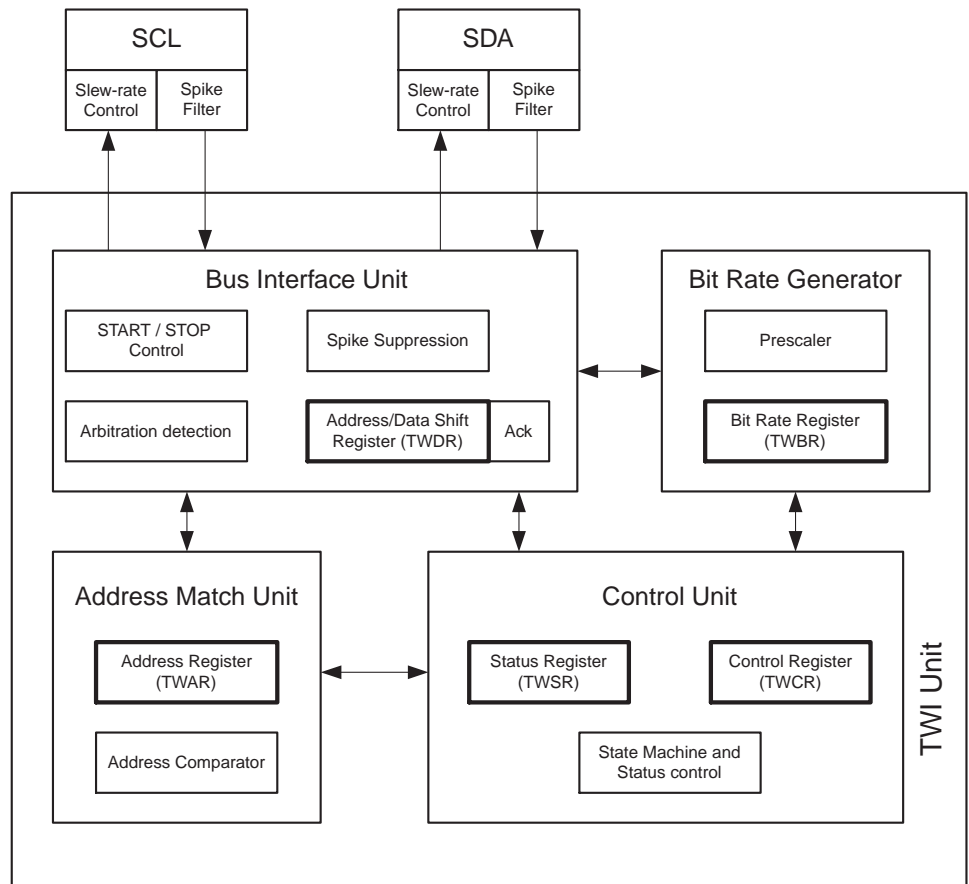 SCL
Slew-rate
Control
Spike
Filter
SDA
Slew-rate
Control
Spike
Filter
Bus Interface Unit
START / STOP
Control
Spike Suppression
Arbitration detection
Address/Data Shift
Register (TWDR)
Ack
Bit Rate Generator
Prescaler
Bit Rate Register
(TWBR)
Address Match Unit
Address Register
(TWAR)
Address Comparator
Control Unit
Status Register
(TWSR)
Control Register
(TWCR)
State Machine and
Status control
TWI Unit